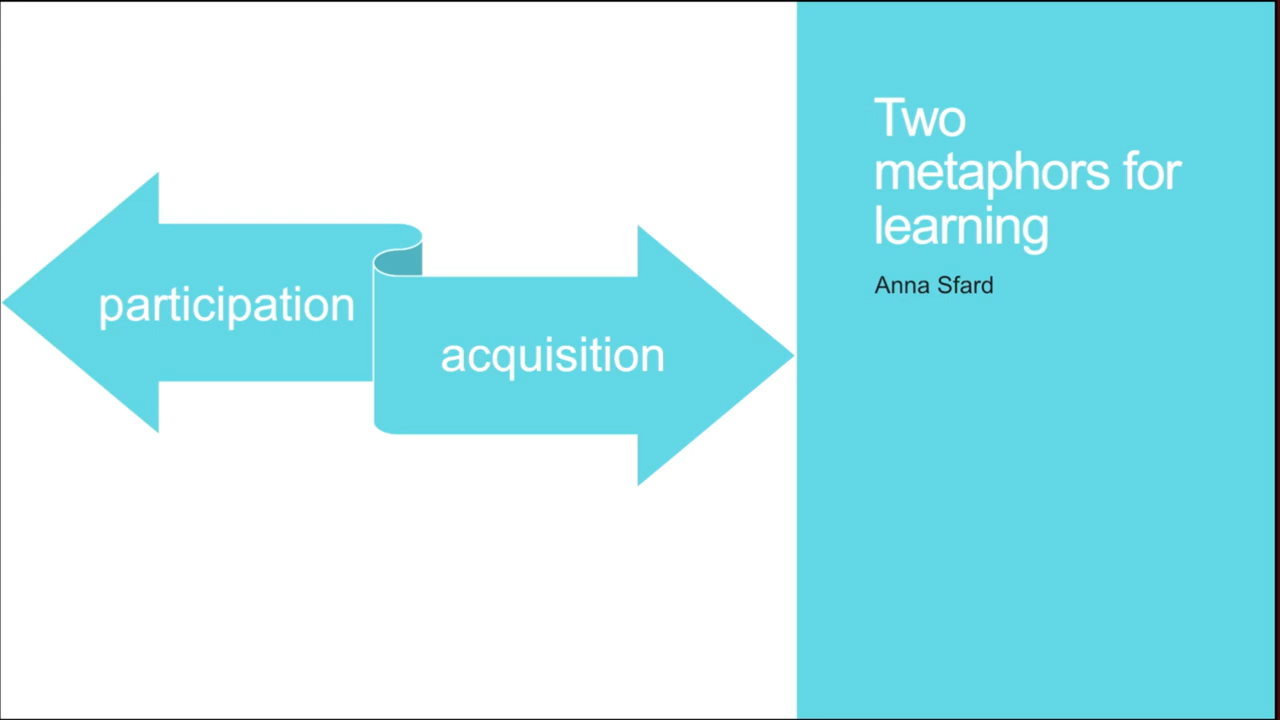 participation
acquisition
Two
metaphors for
learning
Anna Sfard